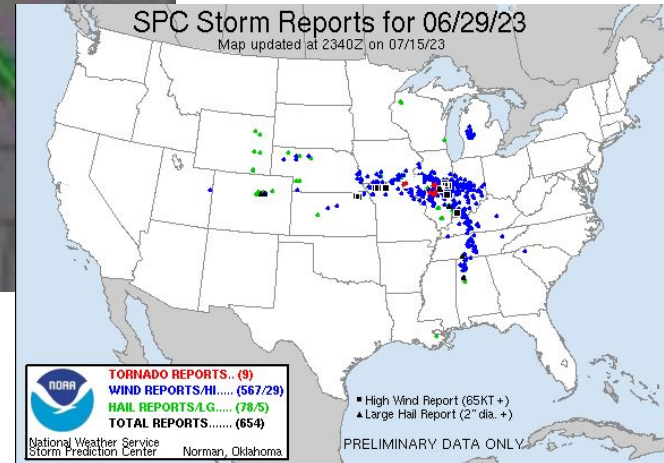 SPC Storm Reports for 06/29/23
Map updated at 2340Z on 07/15/23
NOAA
TORNADO REPORTS.. (9)
WIND REPORTS/HI..... (567/29)
HAIL REPORTS/LG..... (78/5)
TOTAL REPORTS....... (654)
National Weather Service
Storm Prediction Center Norman, Oklahoma
High Wind Report (65KT +)
Large Hail Report (2" dia. +)
PRELIMINARY DATA ONLY